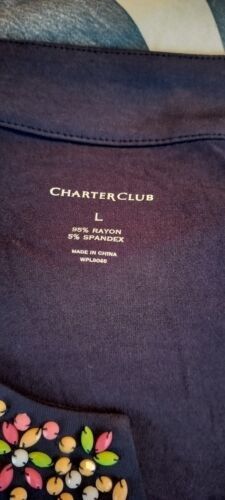 CHARTER CLUB
L
95% RAYON
5% SPANDEX
MADE IN CHINA